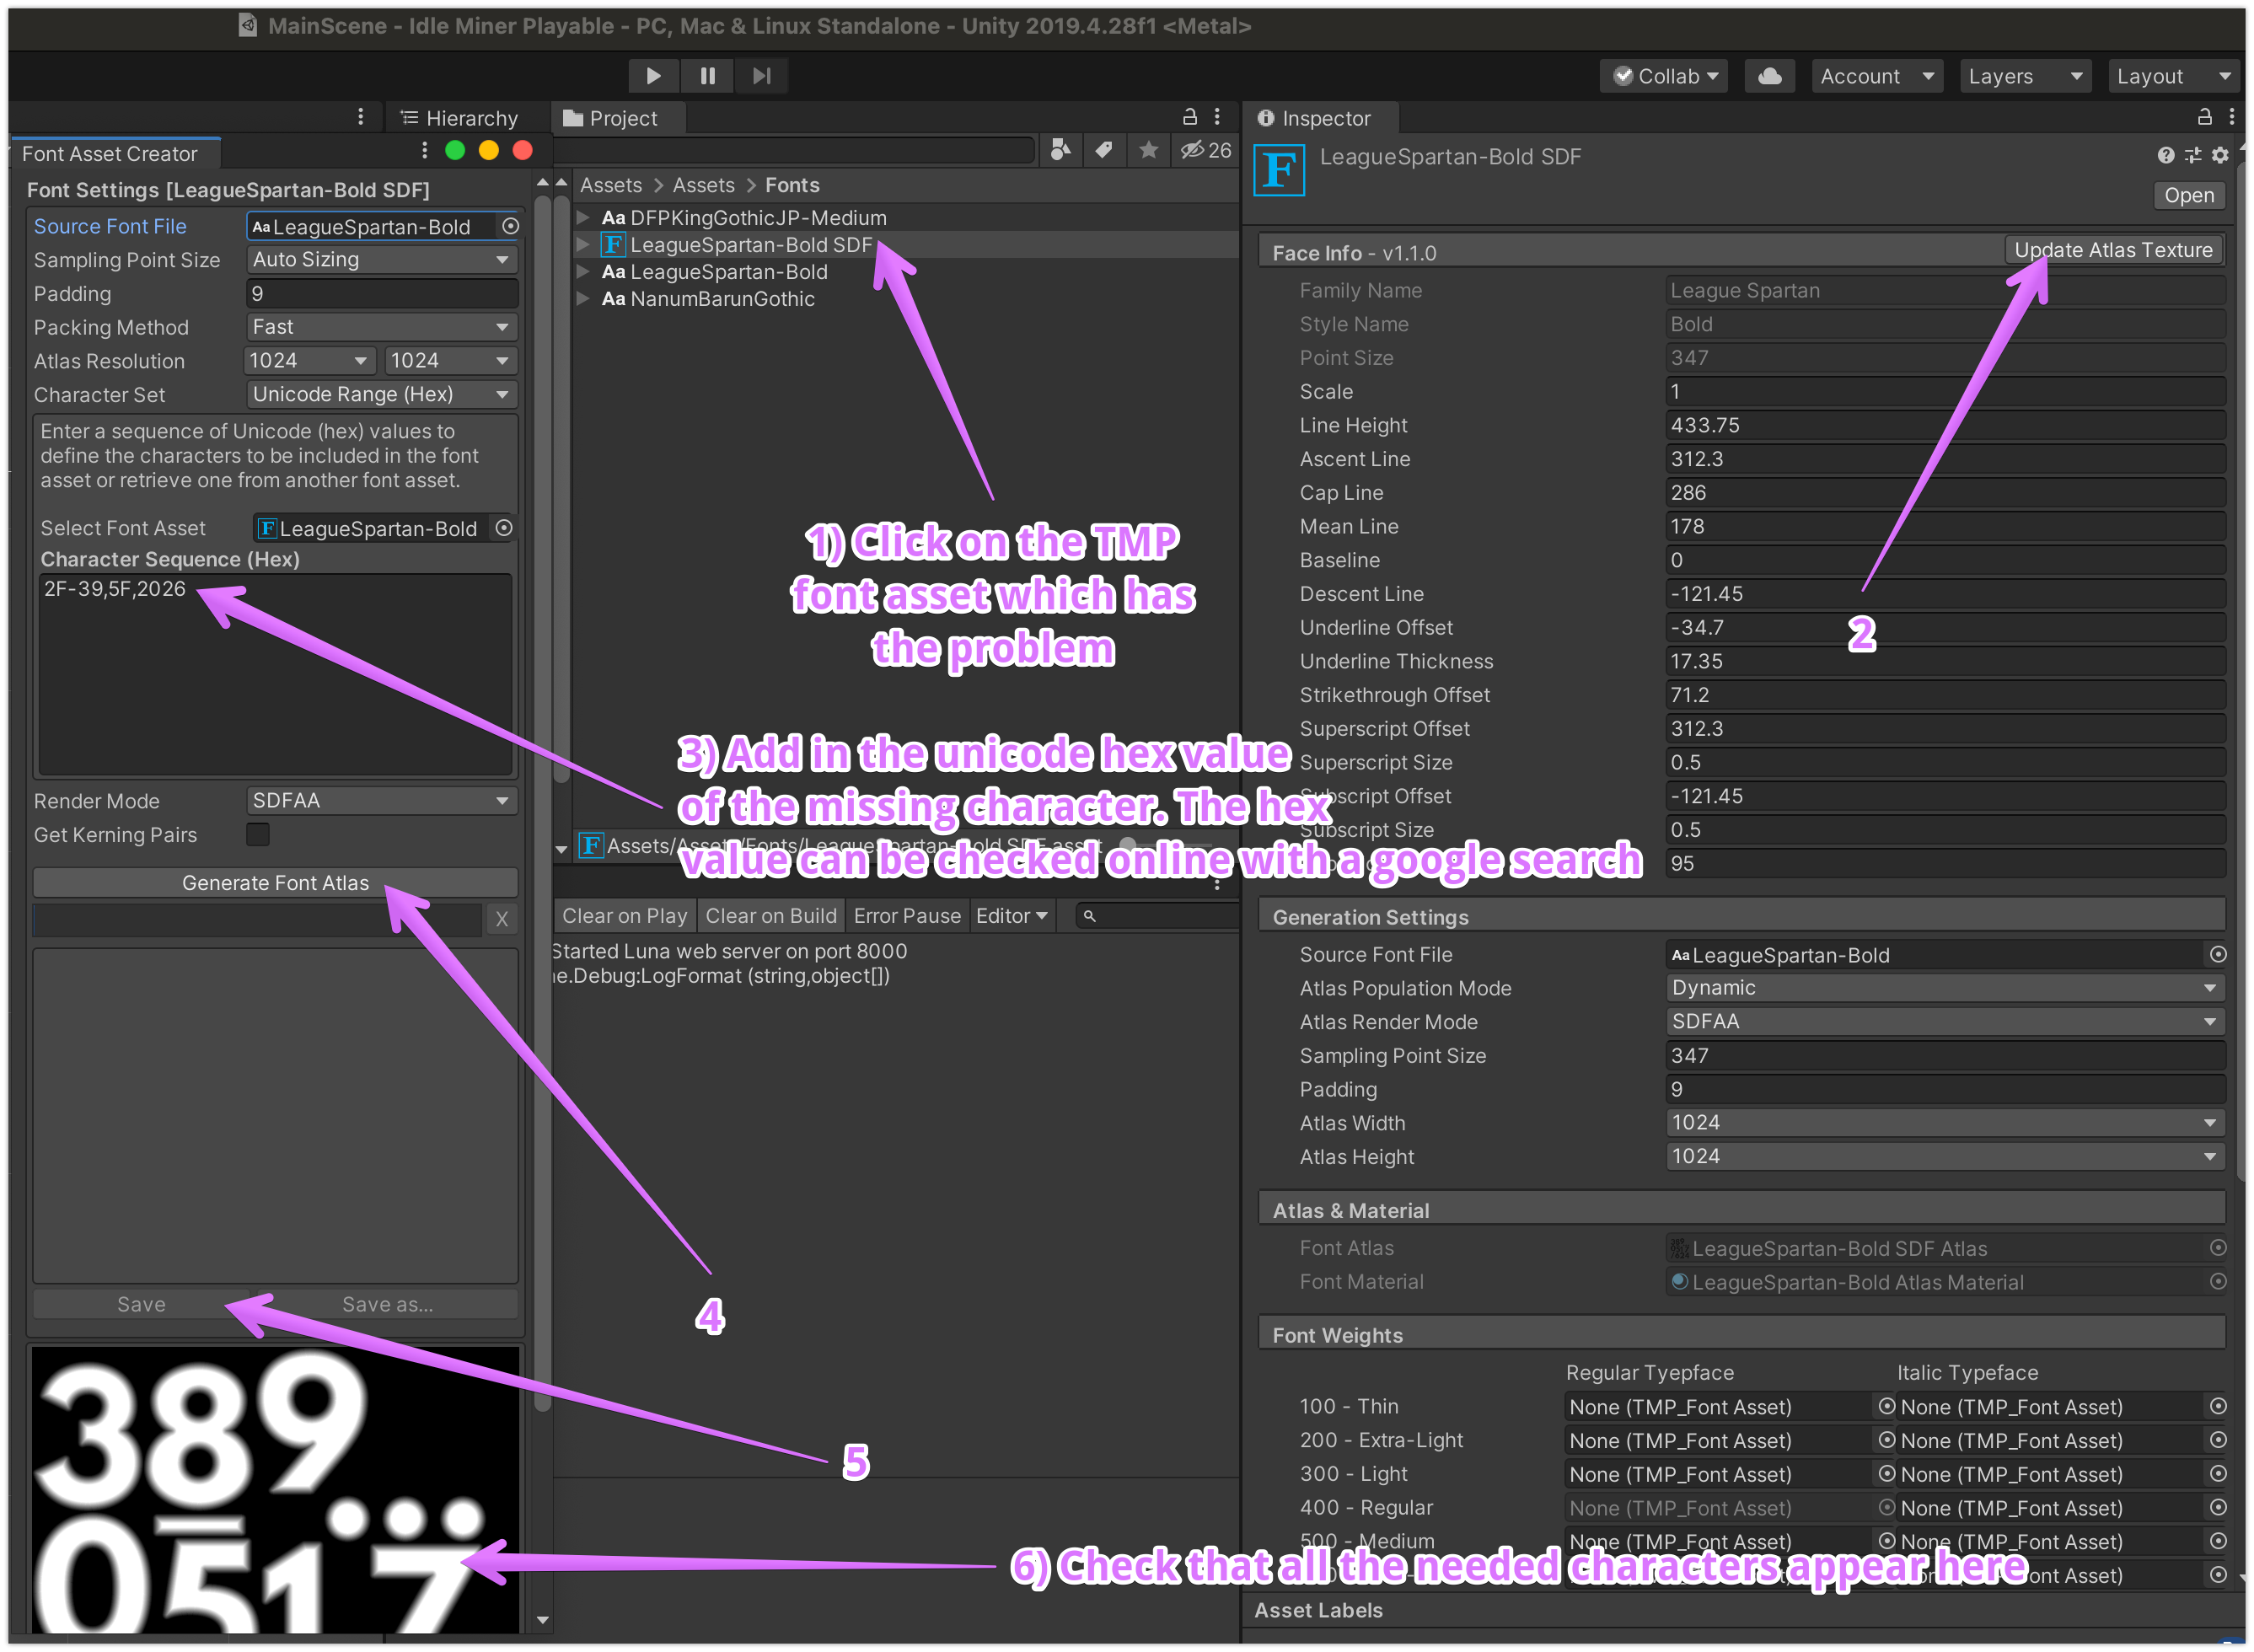 MainScene - Idle Miner Playable - PC, Mac & Linux Standalone - Unity 2019.4.28f1 <Metal>
Collab
Account
Layers
Layout
Hierarchy
Project
Inspector
Font Asset Creator
26
Font Settings [LeagueSpartan-Bold SDF]
Source Font File
Aa LeagueSpartan-Bold
Sampling Point Size
Auto Sizing
Padding
9
Packing Method
Fast
Atlas Resolution
1024
1024
Character Set
Unicode Range (Hex)
Enter a sequence of Unicode (hex) values to
define the characters to be included in the font
asset or retrieve one from another font asset.
Select Font Asset
F LeagueSpartan-Bold
Character Sequence (Hex)
2F-39,5F,2026
Render Mode
SDFAA
Get Kerning Pairs
Generate Font Atlas
X
Save
Save as...
389
0517
Assets > Assets > Fonts
Aa DFPKingGothicJP-Medium
F LeagueSpartan-Bold SDF
Aa LeagueSpartan-Bold
Aa NanumBarunGothic
1) Click on the TMP
font asset which has
the problem
2
3) Add in the unicode hex value
of the missing character. The hex
value can be checked online with a google search
F Assets/Assets/Fonts/LeagueSpartan-Bold SDF.asset
Clear on Play
Clear on Build
Error Pause
Editor
Started Luna web server on port 8000
e.Debug:LogFormat (string,object[])
4
5
6) Check that all the needed characters appear here
F
LeagueSpartan-Bold SDF
Open
Face Info - v1.1.0
Update Atlas Texture
Family Name
League Spartan
Style Name
Bold
Point Size
347
Scale
1
Line Height
433.75
Ascent Line
312.3
Cap Line
286
Mean Line
178
Baseline
0
Descent Line
-121.45
Underline Offset
-34.7
Underline Thickness
17.35
Strikethrough Offset
71.2
Superscript Offset
312.3
Superscript Size
0.5
Subscript Offset
-121.45
Subscript Size
0.5
95
Generation Settings
Source Font File
Aa LeagueSpartan-Bold
Atlas Population Mode
Dynamic
Atlas Render Mode
SDFAA
Sampling Point Size
347
Padding
9
Atlas Width
1024
Atlas Height
1024
Atlas & Material
Font Atlas
LeagueSpartan-Bold SDF Atlas
Font Material
LeagueSpartan-Bold Atlas Material
Font Weights
Regular Tyepface
Italic Typeface
100 - Thin
None (TMP_Font Asset)
None (TMP_Font Asset)
200 - Extra-Light
None (TMP_Font Asset)
None (TMP_Font Asset)
300 - Light
None (TMP_Font Asset)
None (TMP_Font Asset)
400 - Regular
None (TMP_Font Asset)
None (TMP_Font Asset)
500 - Medium
None (TMP_Font Asset)
None (TMP_Font Asset)
Asset Labels